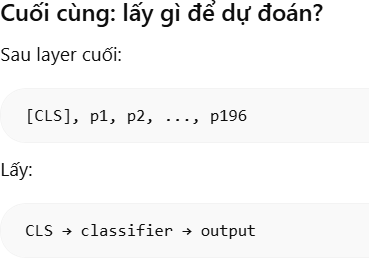 Cuối cùng: lấy gì để dự đoán?
Sau layer cuối:
[CLS], p1, p2, ..., p196
Lấy:
CLS → classifier → output